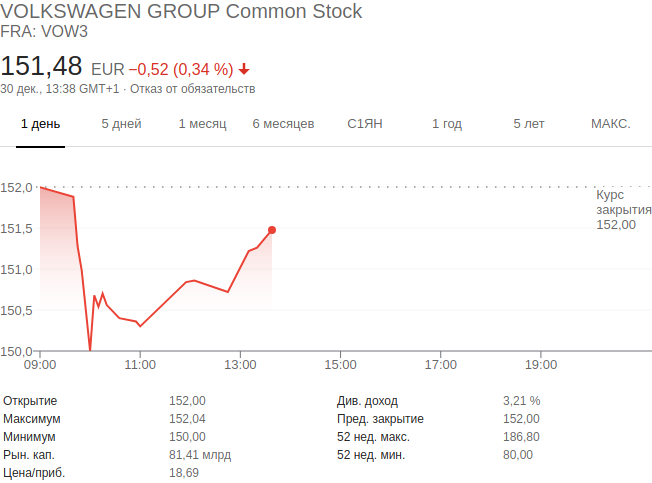 VOLKSWAGEN GROUP Common Stock
FRA: VOW3
151,48 EUR −0,52 (0,34 %)
30 дек., 13:38 GMT+1 · Отказ от обязательств
1 день 5 дней 1 месяц 6 месяцев С1ЯН 1 год 5 лет МАКС.
152,0
Курс
закрытия
152,00
151,5
151,0
150,5
150,0
09:00 11:00 13:00 15:00 17:00 19:00
Открытие 152,00 Див. доход 3,21 %
Максимум 152,04 Пред. закрытие 152,00
Минимум 150,00 52 нед. макс. 186,80
Рын. кап. 81,41 млрд 52 нед. мин. 80,00
Цена/приб. 18,69